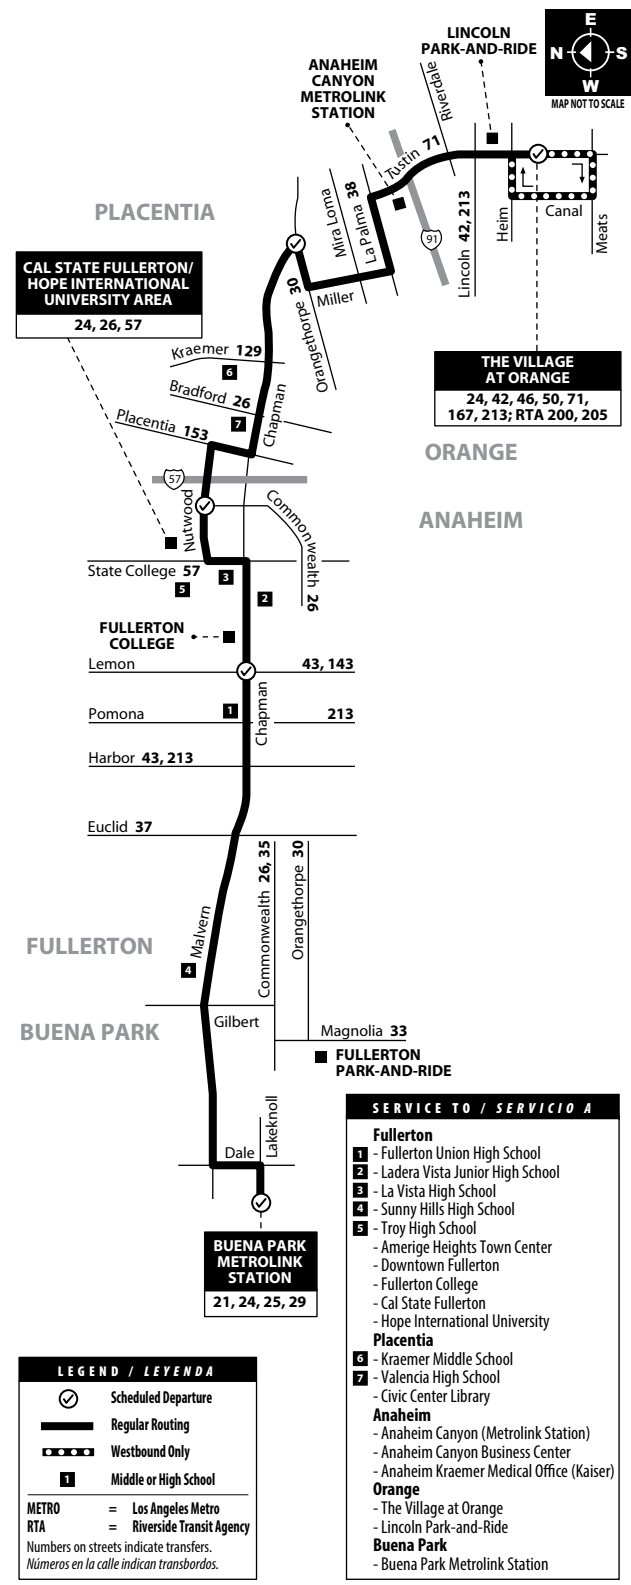 E
N
S
W
MAP NOT TO SCALE
LINCOLN
PARK-AND-RIDE
ANAHEIM
CANYON
METROLINK
STATION
Riverdale
Tustin 71
Mira Loma
La Palma 38
PLACENTIA
91
Lincoln 42, 213
Heim
Canal
Meats
CAL STATE FULLERTON/
HOPE INTERNATIONAL
UNIVERSITY AREA
24, 26, 57
Orangethorpe 30
Miller
Kraemer 129
6
Bradford 26
7
Chapman
Placentia 153
THE VILLAGE
AT ORANGE
24, 42, 46, 50, 71,
167, 213; RTA 200, 205
ORANGE
57
ANAHEIM
Nutwood
Commonwealth 26
State College 57
3
5
2
FULLERTON
COLLEGE
Lemon
43, 143
Pomona
1
Chapman
213
Harbor 43, 213
Euclid 37
Commonwealth 26, 35
Orangethorpe 30
Malvern
FULLERTON
4
Gilbert
BUENA PARK
Magnolia 33
FULLERTON
PARK-AND-RIDE
Lakeknoll
Dale
BUENA PARK
METROLINK
STATION
21, 24, 25, 29
SERVICE TO / SERVICIO A
Fullerton
1 - Fullerton Union High School
2 - Ladera Vista Junior High School
3 - La Vista High School
4 - Sunny Hills High School
5 - Troy High School
- Amerige Heights Town Center
- Downtown Fullerton
- Fullerton College
- Cal State Fullerton
- Hope International University
Placentia
6 - Kraemer Middle School
7 - Valencia High School
- Civic Center Library
Anaheim
- Anaheim Canyon (Metrolink Station)
- Anaheim Canyon Business Center
- Anaheim Kraemer Medical Office (Kaiser)
Orange
- The Village at Orange
- Lincoln Park-and-Ride
Buena Park
- Buena Park Metrolink Station
LEGEND / LEYENDA
Scheduled Departure
Regular Routing
Westbound Only
1 Middle or High School
METRO = Los Angeles Metro
RTA = Riverside Transit Agency
Numbers on streets indicate transfers.
Números en la calle indican transbordos.